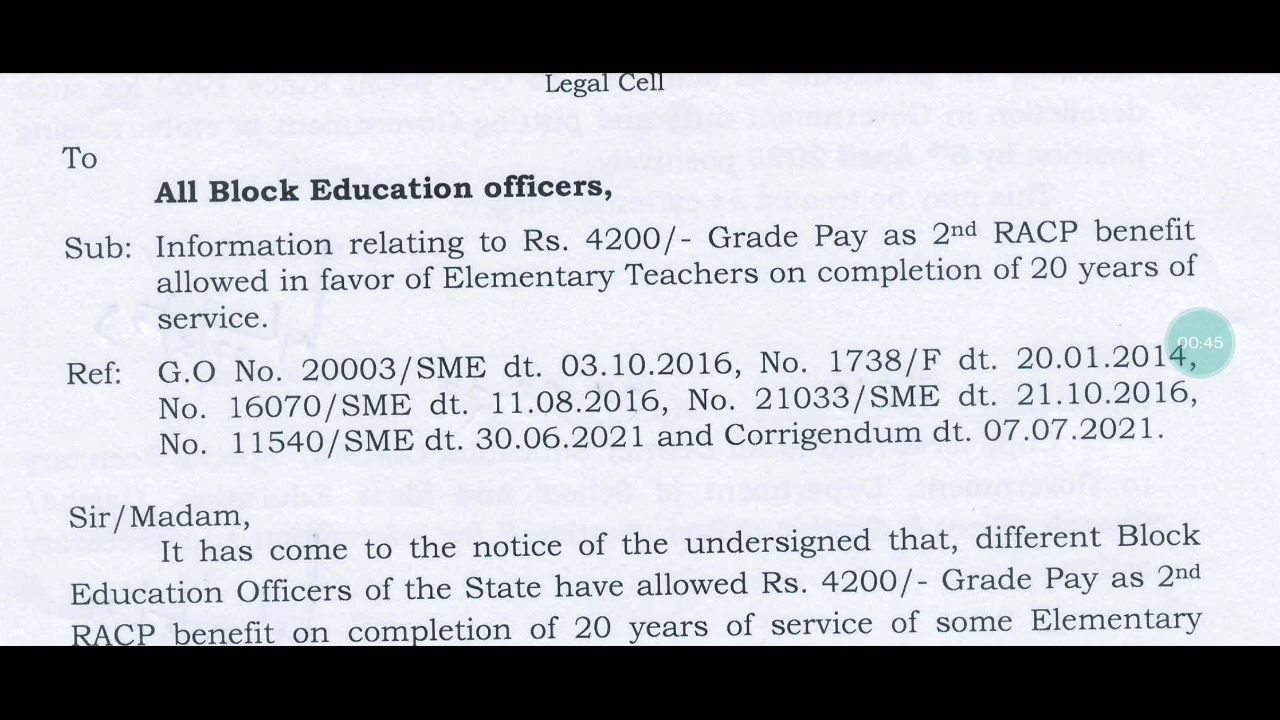 Legal Cell
To
All Block Education officers,
Sub: Information relating to Rs. 4200/- Grade Pay as 2nd RACP benefit
allowed in favor of Elementary Teachers on completion of 20 years of
service.
00:45
Ref: G.O No. 20003/SME dt. 03.10.2016, No. 1738/F dt. 20.01.2014,
No. 16070/SME dt. 11.08.2016, No. 21033/SME dt. 21.10.2016,
No. 11540/SME dt. 30.06.2021 and Corrigendum dt. 07.07.2021.
Sir/Madam,
It has come to the notice of the undersigned that, different Block
Education Officers of the State have allowed Rs. 4200/- Grade Pay as 2nd
RACP benefit on completion of 20 years of service of some Elementary